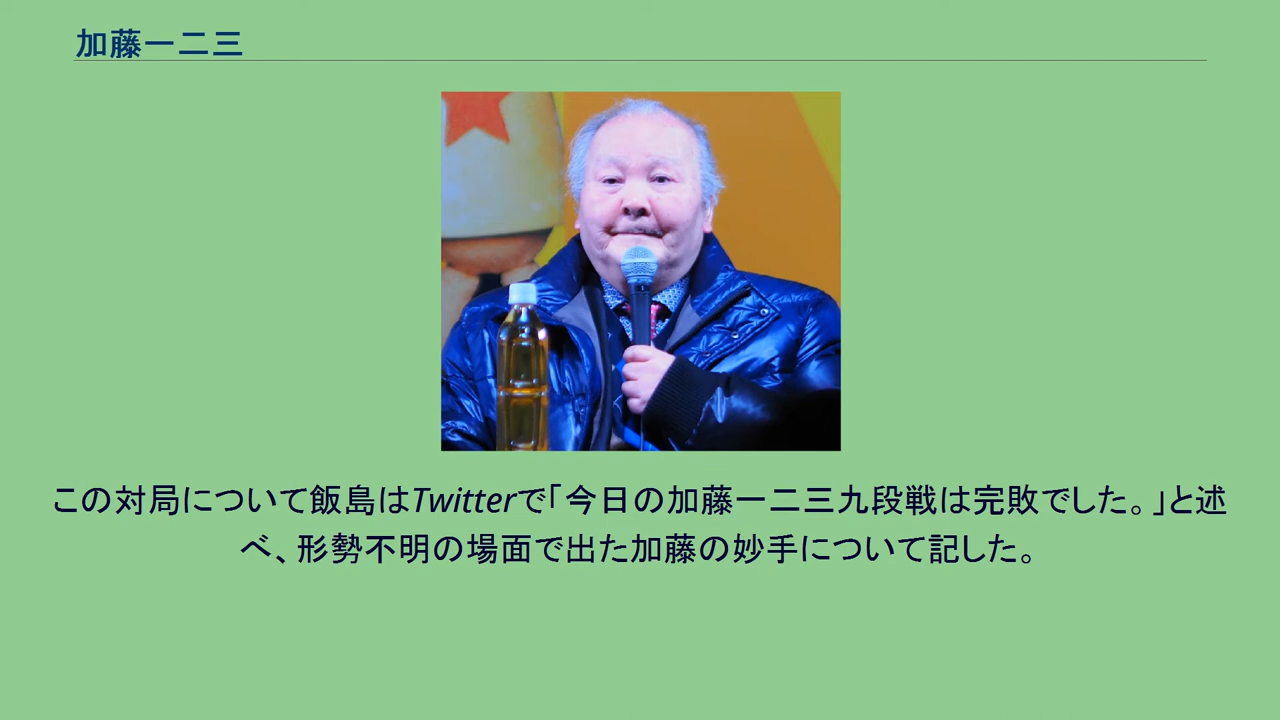 加藤一二三
この対局について飯島はTwitterで「今日の加藤一二三九段戦は完敗でした。」と述
べ、形勢不明の場面で出た加藤の妙手について記した。